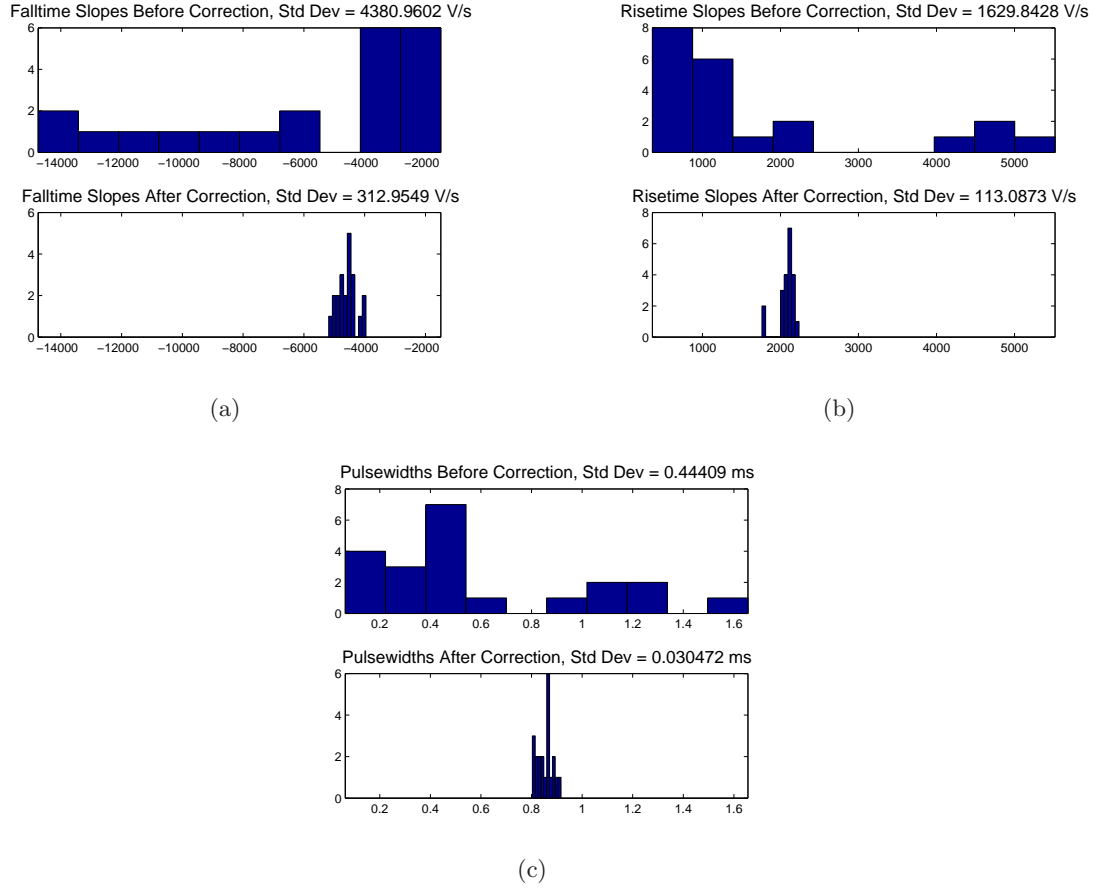 Falltime Slopes Before Correction, Std Dev = 4380.9602 V/s
6
4
2
0
−14000 −12000 −10000 −8000 −6000 −4000 −2000
Falltime Slopes After Correction, Std Dev = 312.9549 V/s
6
4
2
0
−14000 −12000 −10000 −8000 −6000 −4000 −2000
(a)
Risetime Slopes Before Correction, Std Dev = 1629.8428 V/s
8
6
4
2
0
1000 2000 3000 4000 5000
Risetime Slopes After Correction, Std Dev = 113.0873 V/s
8
6
4
2
0
1000 2000 3000 4000 5000
(b)
Pulsewidths Before Correction, Std Dev = 0.44409 ms
8
6
4
2
0
0.2 0.4 0.6 0.8 1 1.2 1.4 1.6
Pulsewidths After Correction, Std Dev = 0.030472 ms
6
4
2
0
0.2 0.4 0.6 0.8 1 1.2 1.4 1.6
(c)